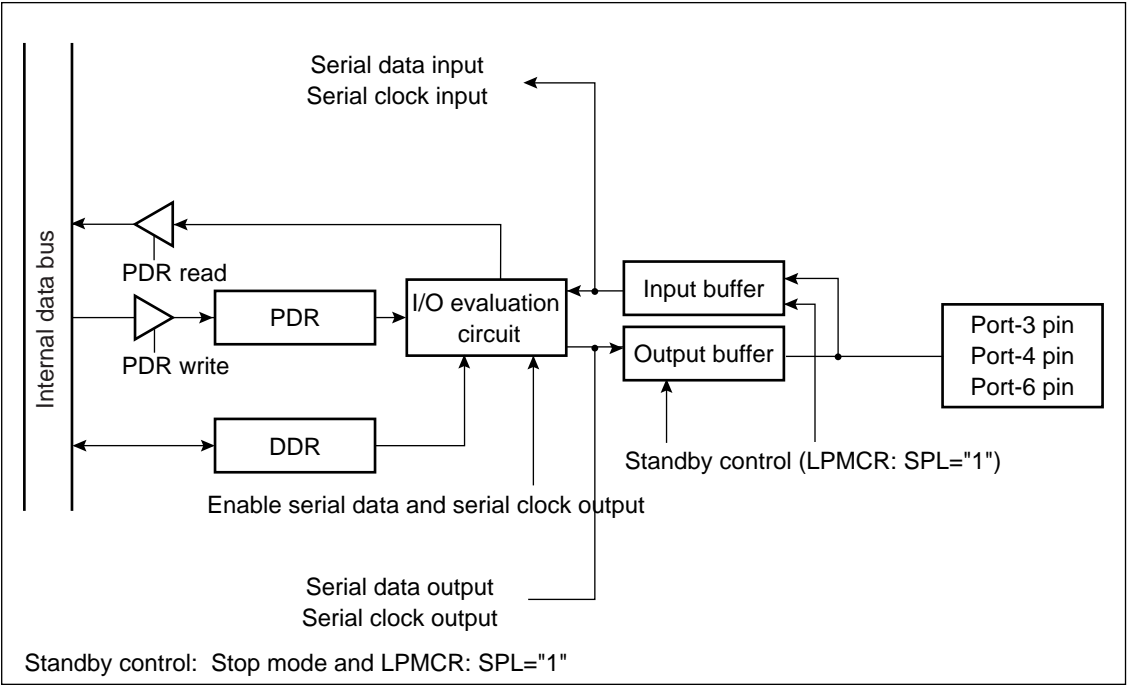 Serial data input
Serial clock input
Internal data bus
PDR read
PDR
PDR write
I/O evaluation
circuit
Input buffer
Output buffer
Port-3 pin
Port-4 pin
Port-6 pin
DDR
Standby control (LPMCR: SPL="1")
Enable serial data and serial clock output
Serial data output
Serial clock output
Standby control: Stop mode and LPMCR: SPL="1"